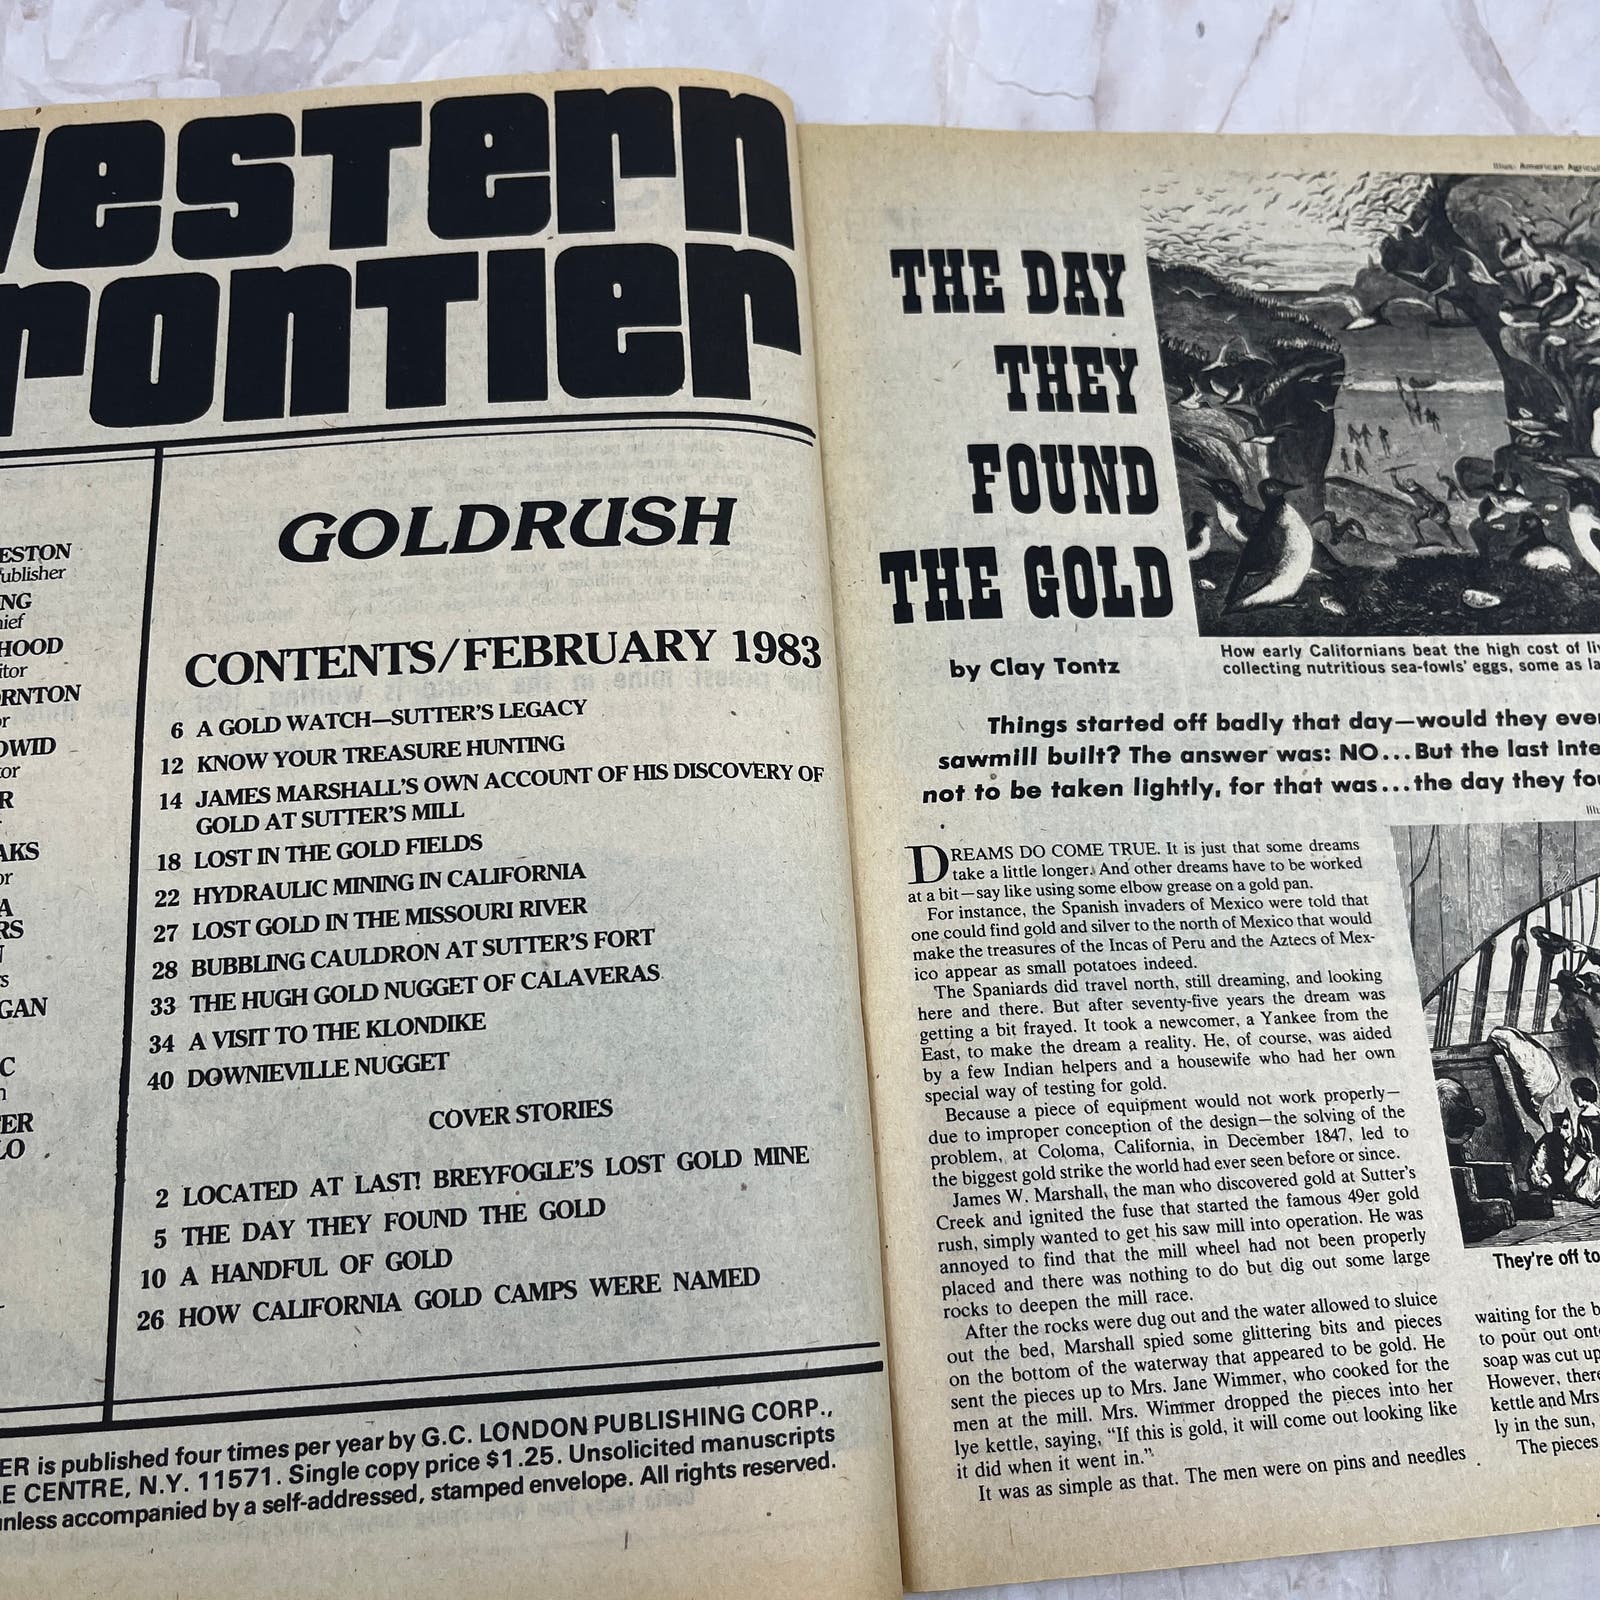 western
frontier
ESTON
ublisher
NG
hief
HOOD
itor
RNTON
or
OWID
tor
R
AKS
or
A
RS
N
rs
GAN
C
n
ER
LO
GOLDRUSH
CONTENTS/FEBRUARY 1983
6 A GOLD WATCH—SUTTER'S LEGACY
12 KNOW YOUR TREASURE HUNTING
14 JAMES MARSHALL'S OWN ACCOUNT OF HIS DISCOVERY OF
GOLD AT SUTTER'S MILL
18 LOST IN THE GOLD FIELDS
22 HYDRAULIC MINING IN CALIFORNIA
27 LOST GOLD IN THE MISSOURI RIVER
28 BUBBLING CAULDRON AT SUTTER'S FORT
33 THE HUGH GOLD NUGGET OF CALAVERAS
34 A VISIT TO THE KLONDIKE
40 DOWNIEVILLE NUGGET
COVER STORIES
2 LOCATED AT LAST! BREYFOGLE'S LOST GOLD MINE
5 THE DAY THEY FOUND THE GOLD
10 A HANDFUL OF GOLD
26 HOW CALIFORNIA GOLD CAMPS WERE NAMED
ER is published four times per year by G.C. LONDON PUBLISHING CORP.,
E CENTRE, N.Y. 11571. Single copy price $1.25. Unsolicited manuscripts
unless accompanied by a self-addressed, stamped envelope. All rights reserved.
Illus: American Agricul
THE DAY
THEY
FOUND
THE GOLD
by Clay Tontz
How early Californians beat the high cost of liv
collecting nutritious sea-fowls' eggs, some as la
Things started off badly that day—would they ever
sawmill built? The answer was: NO...But the last inte
not to be taken lightly, for that was...the day they fou
DREAMS DO COME TRUE. It is just that some dreams
take a little longer. And other dreams have to be worked
at a bit—say like using some elbow grease on a gold pan.
For instance, the Spanish invaders of Mexico were told that
one could find gold and silver to the north of Mexico that would
make the treasures of the Incas of Peru and the Aztecs of Mex-
ico appear as small potatoes indeed.
The Spaniards did travel north, still dreaming, and looking
here and there. But after seventy-five years the dream was
getting a bit frayed. It took a newcomer, a Yankee from the
East, to make the dream a reality. He, of course, was aided
by a few Indian helpers and a housewife who had her own
special way of testing for gold.
Because a piece of equipment would not work properly—
due to improper conception of the design—the solving of the
problem, at Coloma, California, in December 1847, led to
the biggest gold strike the world had ever seen before or since.
James W. Marshall, the man who discovered gold at Sutter's
Creek and ignited the fuse that started the famous 49er gold
rush, simply wanted to get his saw mill into operation. He was
annoyed to find that the mill wheel had not been properly
placed and there was nothing to do but dig out some large
rocks to deepen the mill race.
After the rocks were dug out and the water allowed to sluice
out the bed, Marshall spied some glittering bits and pieces
on the bottom of the waterway that appeared to be gold. He
sent the pieces up to Mrs. Jane Wimmer, who cooked for the
men at the mill. Mrs. Wimmer dropped the pieces into her
lye kettle, saying, "If this is gold, it will come out looking like
it did when it went in."
It was as simple as that. The men were on pins and needles
They're off to
waiting for the b
to pour out onto
soap was cut up
However, there
kettle and Mrs
ly in the sun,
The pieces